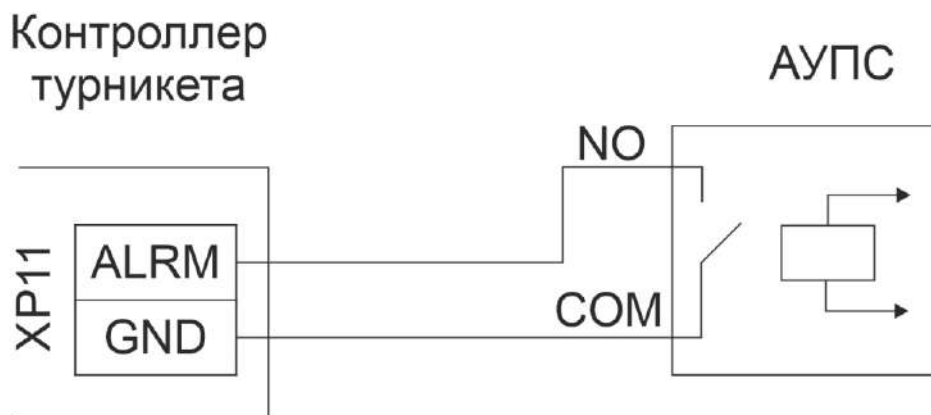 Контроллер
турникета
АУПС
NO
XP11
ALRM
GND
COM